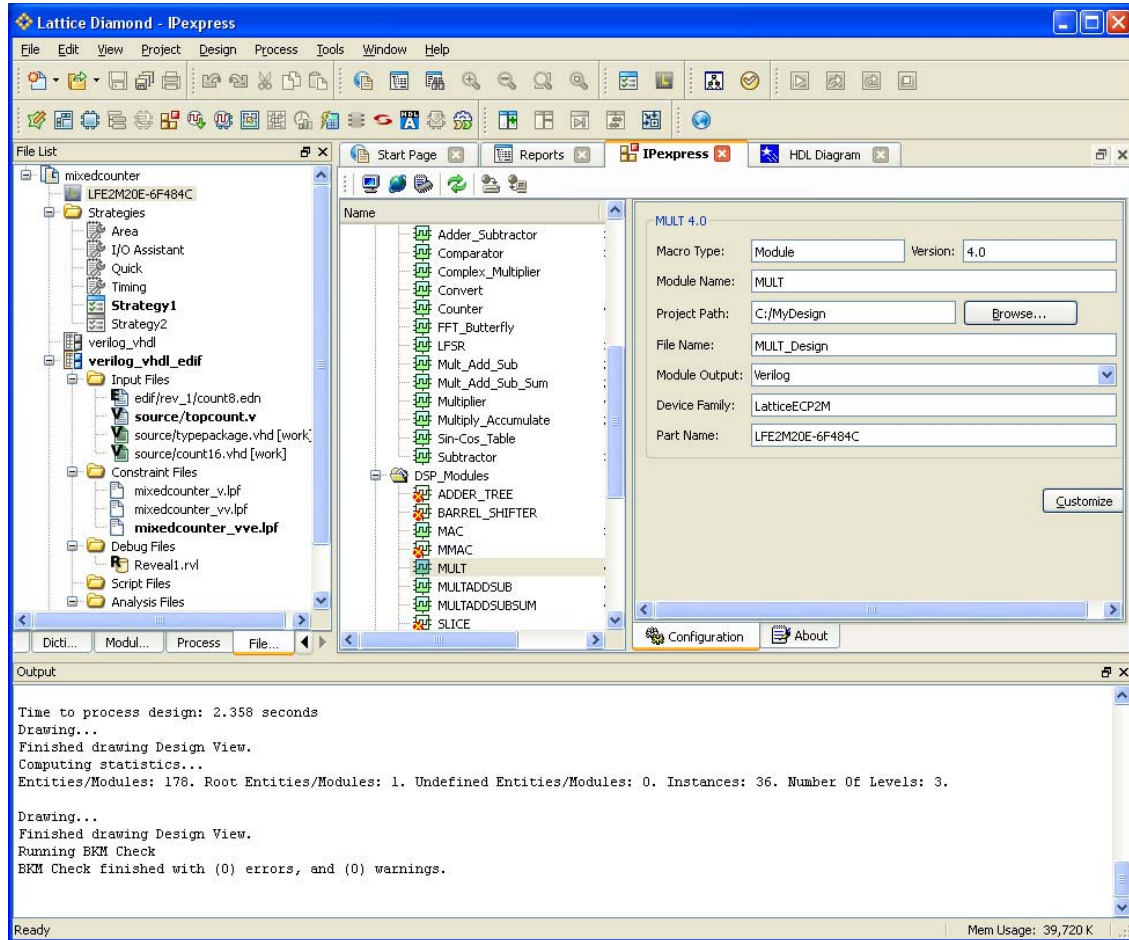 Lattice Diamond - IPexpress
File Edit View Project Design Process Tools Window Help
File List
mixedcounter
LFE2M20E-6F484C
Strategies
Area
I/O Assistant
Quick
Timing
Strategy1
Strategy2
verilog_vhdl
verilog_vhdl_edif
Input Files
edif/rev_1/count8.edn
source/topcount.v
source/typepackage.vhd [work]
source/count16.vhd [work]
Constraint Files
mixedcounter_v.lpf
mixedcounter_vv.lpf
mixedcounter_vve.lpf
Debug Files
Reveal1.rvl
Script Files
Analysis Files
Dicti... Modul... Process File...
Start Page Reports IPexpress HDL Diagram
Name
Adder_Subtractor
Comparator
Complex_Multiplier
Convert
Counter
FFT_Butterfly
LFSR
Mult_Add_Sub
Mult_Add_Sub_Sum
Multiplier
Multiply_Accumulate
Sin-Cos_Table
Subtractor
DSP_Modules
ADDER_TREE
BARREL_SHIFTER
MAC
MMAC
MULT
MULTADDSUB
MULTADDSUBSUM
SLICE
MULT 4.0
Macro Type: Module Version: 4.0
Module Name: MULT
Project Path: C:/MyDesign Browse...
File Name: MULT_Design
Module Output: Verilog
Device Family: LatticeECP2M
Part Name: LFE2M20E-6F484C
Customize
Configuration About
Output
Time to process design: 2.358 seconds
Drawing...
Finished drawing Design View.
Computing statistics...
Entities/Modules: 178. Root Entities/Modules: 1. Undefined Entities/Modules: 0. Instances: 36. Number Of Levels: 3.
Drawing...
Finished drawing Design View.
Running BKM Check
BKM Check finished with (0) errors, and (0) warnings.
Ready Mem Usage: 39,720 K